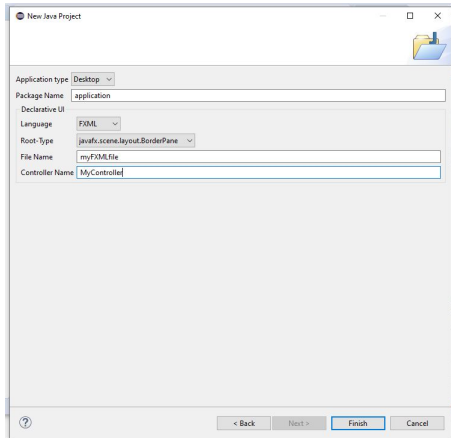 New Java Project
Application type Desktop
Package Name application
Declarative UI
Language FXML
Root-Type javafx.scene.layout.BorderPane
File Name myFXMLfile
Controller Name MyController
? < Back Next > Finish Cancel